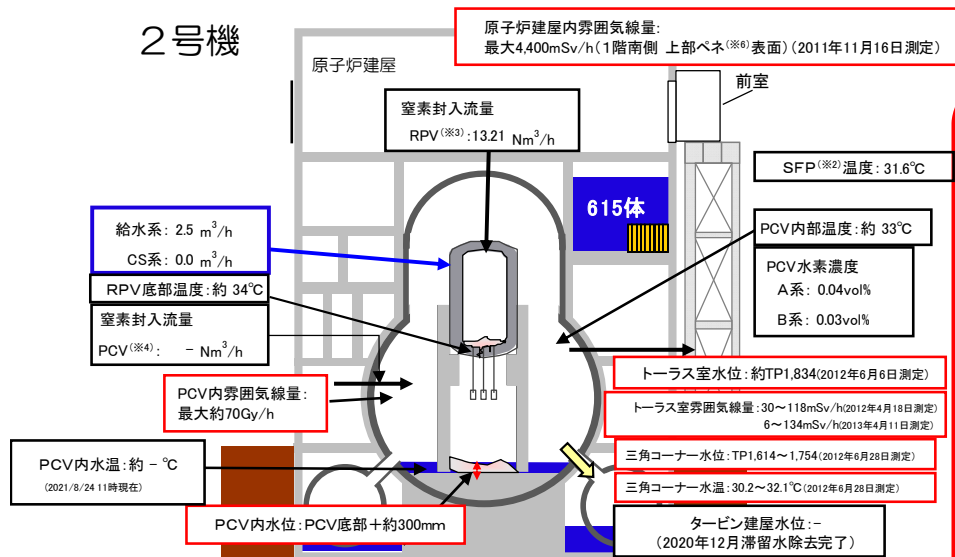 2号機
原子炉建屋内雰囲気線量:
最大4,400mSv/h(1階南側 上部ペネ(※6)表面)(2011年11月16日測定)
原子炉建屋
前室
窒素封入流量
RPV(※3):13.21 Nm3/h
SFP(※2)温度:31.6℃
615体
給水系: 2.5 m3/h
CS系: 0.0 m3/h
PCV内部温度:約 33℃
PCV水素濃度
A系: 0.04vol%
B系: 0.03vol%
RPV底部温度:約 34℃
窒素封入流量
PCV(※4): - Nm3/h
トーラス室水位:約TP1,834(2012年6月6日測定)
PCV内雰囲気線量:
最大約70Gy/h
トーラス室雰囲気線量:30~118mSv/h(2012年4月18日測定)
6~134mSv/h(2013年4月11日測定)
三角コーナー水位:TP1,614~1,754(2012年6月28日測定)
PCV内水温:約 - ℃
(2021/8/24 11時現在)
三角コーナー水温:30.2~32.1℃(2012年6月28日測定)
PCV内水位:PCV底部+約300mm
タービン建屋水位:-
(2020年12月滞留水除去完了)